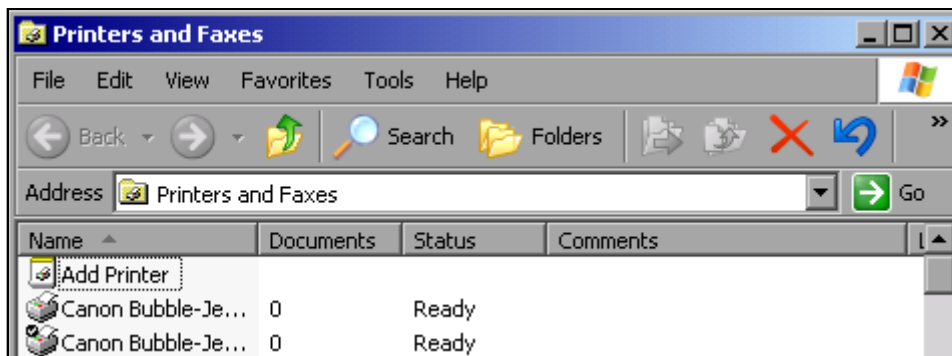 Printers and Faxes
File Edit View Favorites Tools Help
Back Search Folders »
Address Printers and Faxes Go
Name Documents Status Comments L
Add Printer
Canon Bubble-Je... 0 Ready
Canon Bubble-Je... 0 Ready